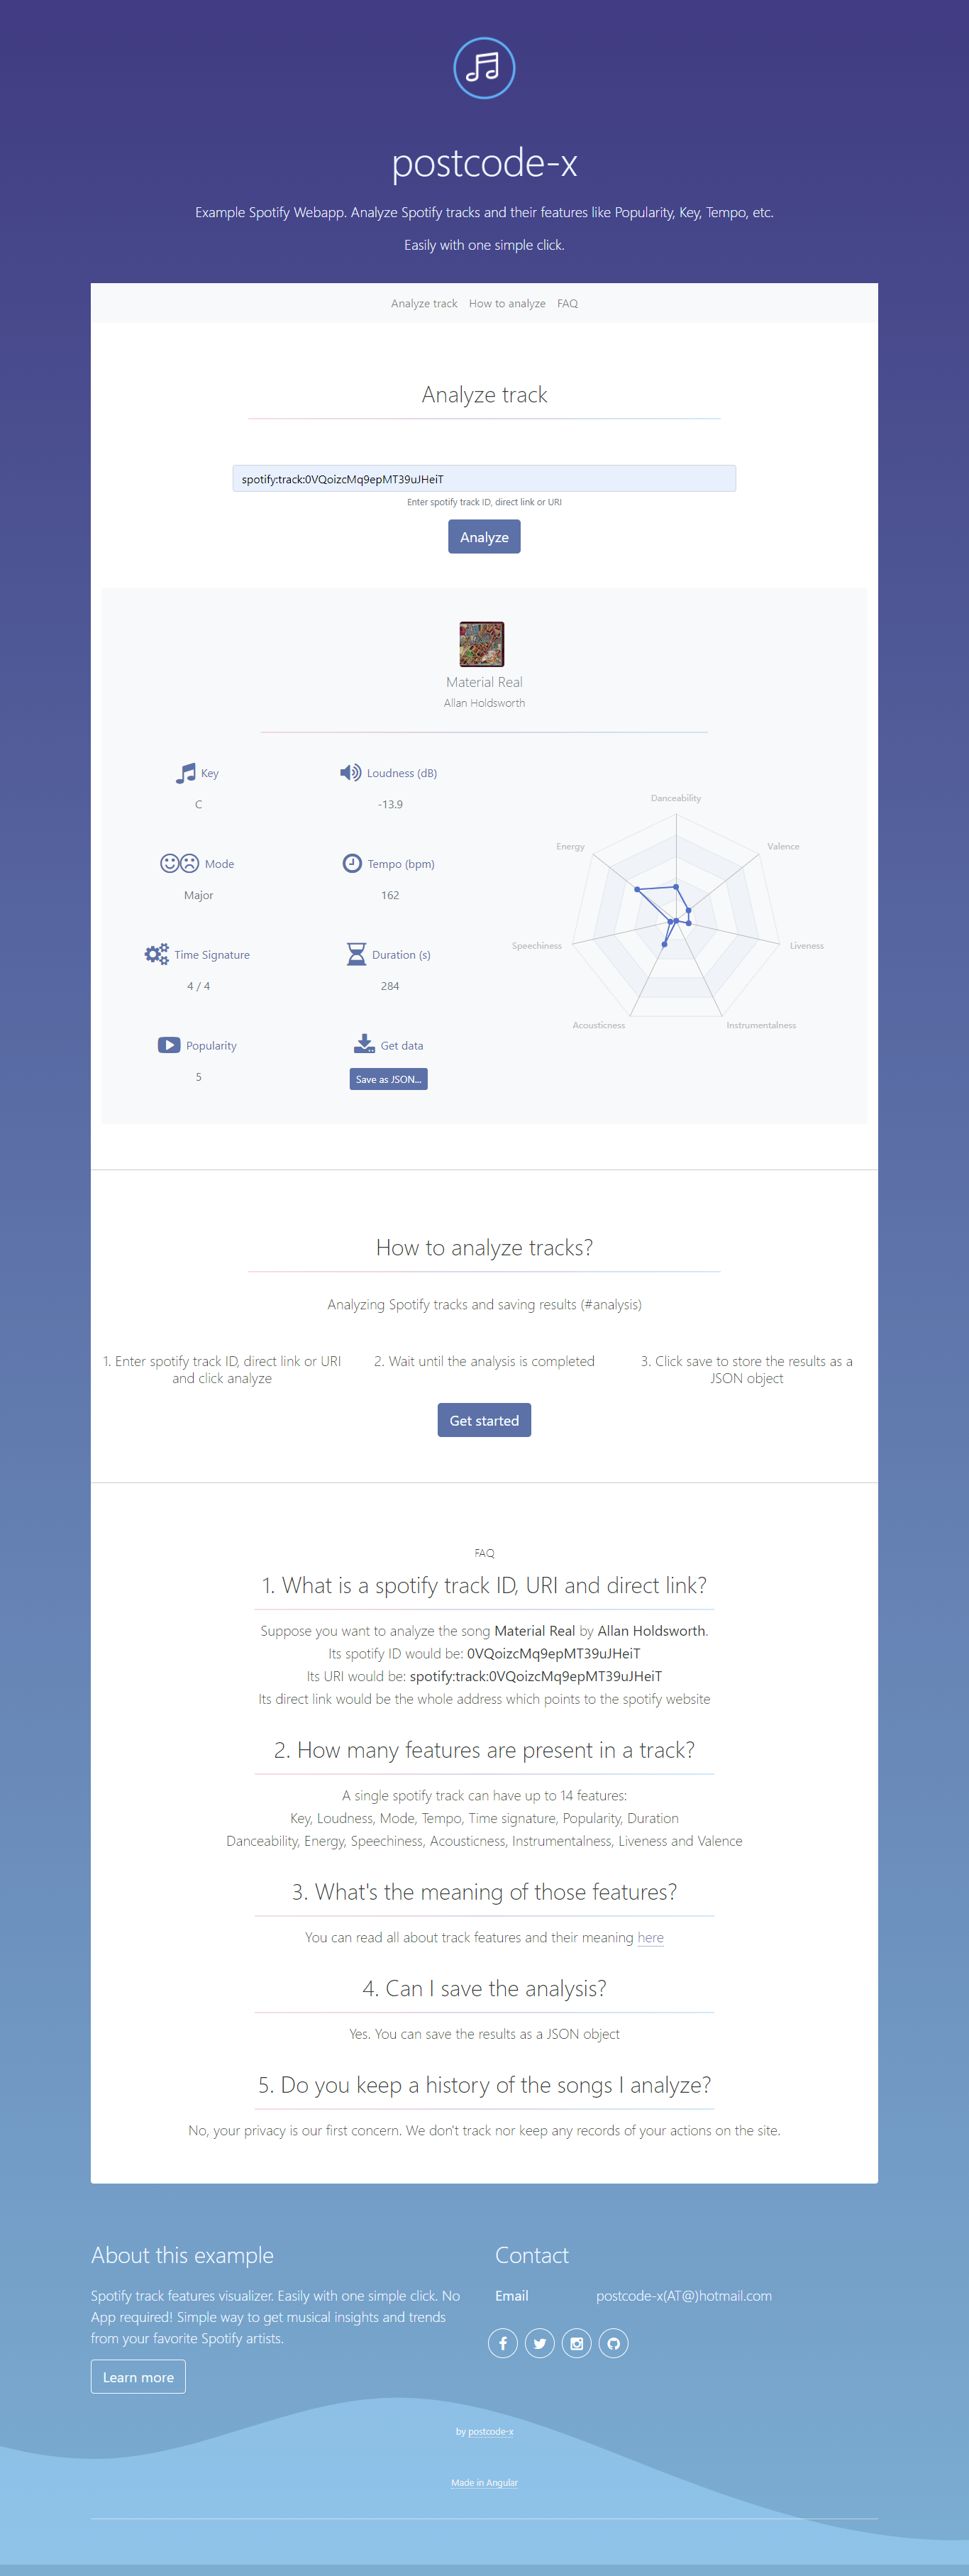 postcode-x
Example Spotify Webapp. Analyze Spotify tracks and their features like Popularity, Key, Tempo, etc.
Easily with one simple click.
Analyze track How to analyze FAQ
Analyze track
spotify:track:0VQoizcMq9epMT39uJHeiT
Enter spotify track ID, direct link or URI
Analyze
Material Real
Allan Holdsworth
Key
C
Loudness (dB)
-13.9
Mode
Major
Tempo (bpm)
162
Time Signature
4 / 4
Duration (s)
284
Popularity
5
Get data
Save as JSON...
Danceability
Energy
Valence
Speechiness
Liveness
Acousticness
Instrumentalness
How to analyze tracks?
Analyzing Spotify tracks and saving results (#analysis)
1. Enter spotify track ID, direct link or URI
and click analyze
2. Wait until the analysis is completed
3. Click save to store the results as a
JSON object
Get started
FAQ
1. What is a spotify track ID, URI and direct link?
Suppose you want to analyze the song Material Real by Allan Holdsworth.
Its spotify ID would be: 0VQoizcMq9epMT39uJHeiT
Its URI would be: spotify:track:0VQoizcMq9epMT39uJHeiT
Its direct link would be the whole address which points to the spotify website
2. How many features are present in a track?
A single spotify track can have up to 14 features:
Key, Loudness, Mode, Tempo, Time signature, Popularity, Duration
Danceability, Energy, Speechiness, Acousticness, Instrumentalness, Liveness and Valence
3. What's the meaning of those features?
You can read all about track features and their meaning here
4. Can I save the analysis?
Yes. You can save the results as a JSON object
5. Do you keep a history of the songs I analyze?
No, your privacy is our first concern. We don't track nor keep any records of your actions on the site.
About this example
Spotify track features visualizer. Easily with one simple click. No
App required! Simple way to get musical insights and trends
from your favorite Spotify artists.
Learn more
Contact
Email postcode-x(AT@)hotmail.com
by postcode-x
Made in Angular